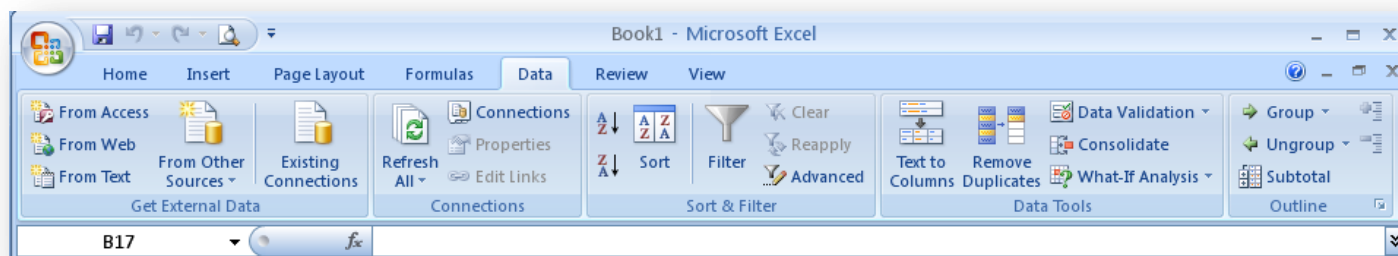 Book1 - Microsoft Excel
Home Insert Page Layout Formulas Data Review View
From Access
From Web
From Text
From Other
Sources
Existing
Connections
Get External Data
Refresh
All
Connections
Properties
Edit Links
Connections
A
Z
Z
A
A Z
Z A
Sort
Filter
Clear
Reapply
Advanced
Sort & Filter
Text to
Columns
Remove
Duplicates
Data Validation
Consolidate
What-If Analysis
Data Tools
Group
Ungroup
Subtotal
Outline
B17
fx